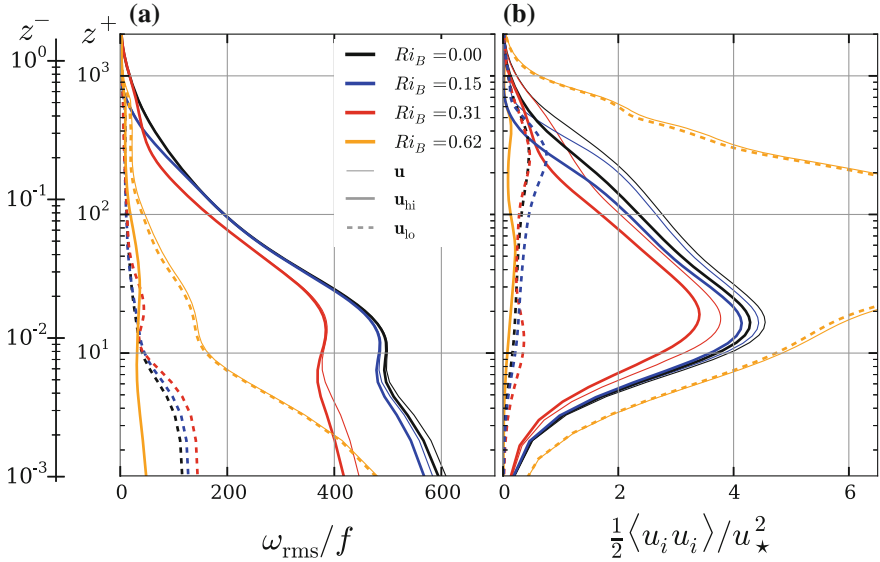 (a)
(b)
z⁻
z⁺
10⁰
10⁻¹
10⁻²
10⁻³
10³
10²
10¹
Ri_B = 0.00
Ri_B = 0.15
Ri_B = 0.31
Ri_B = 0.62
u
u_hi
u_lo
0
200
400
600
0
2
4
6
ω_rms/f
½⟨u_i u_i⟩/u⋆²